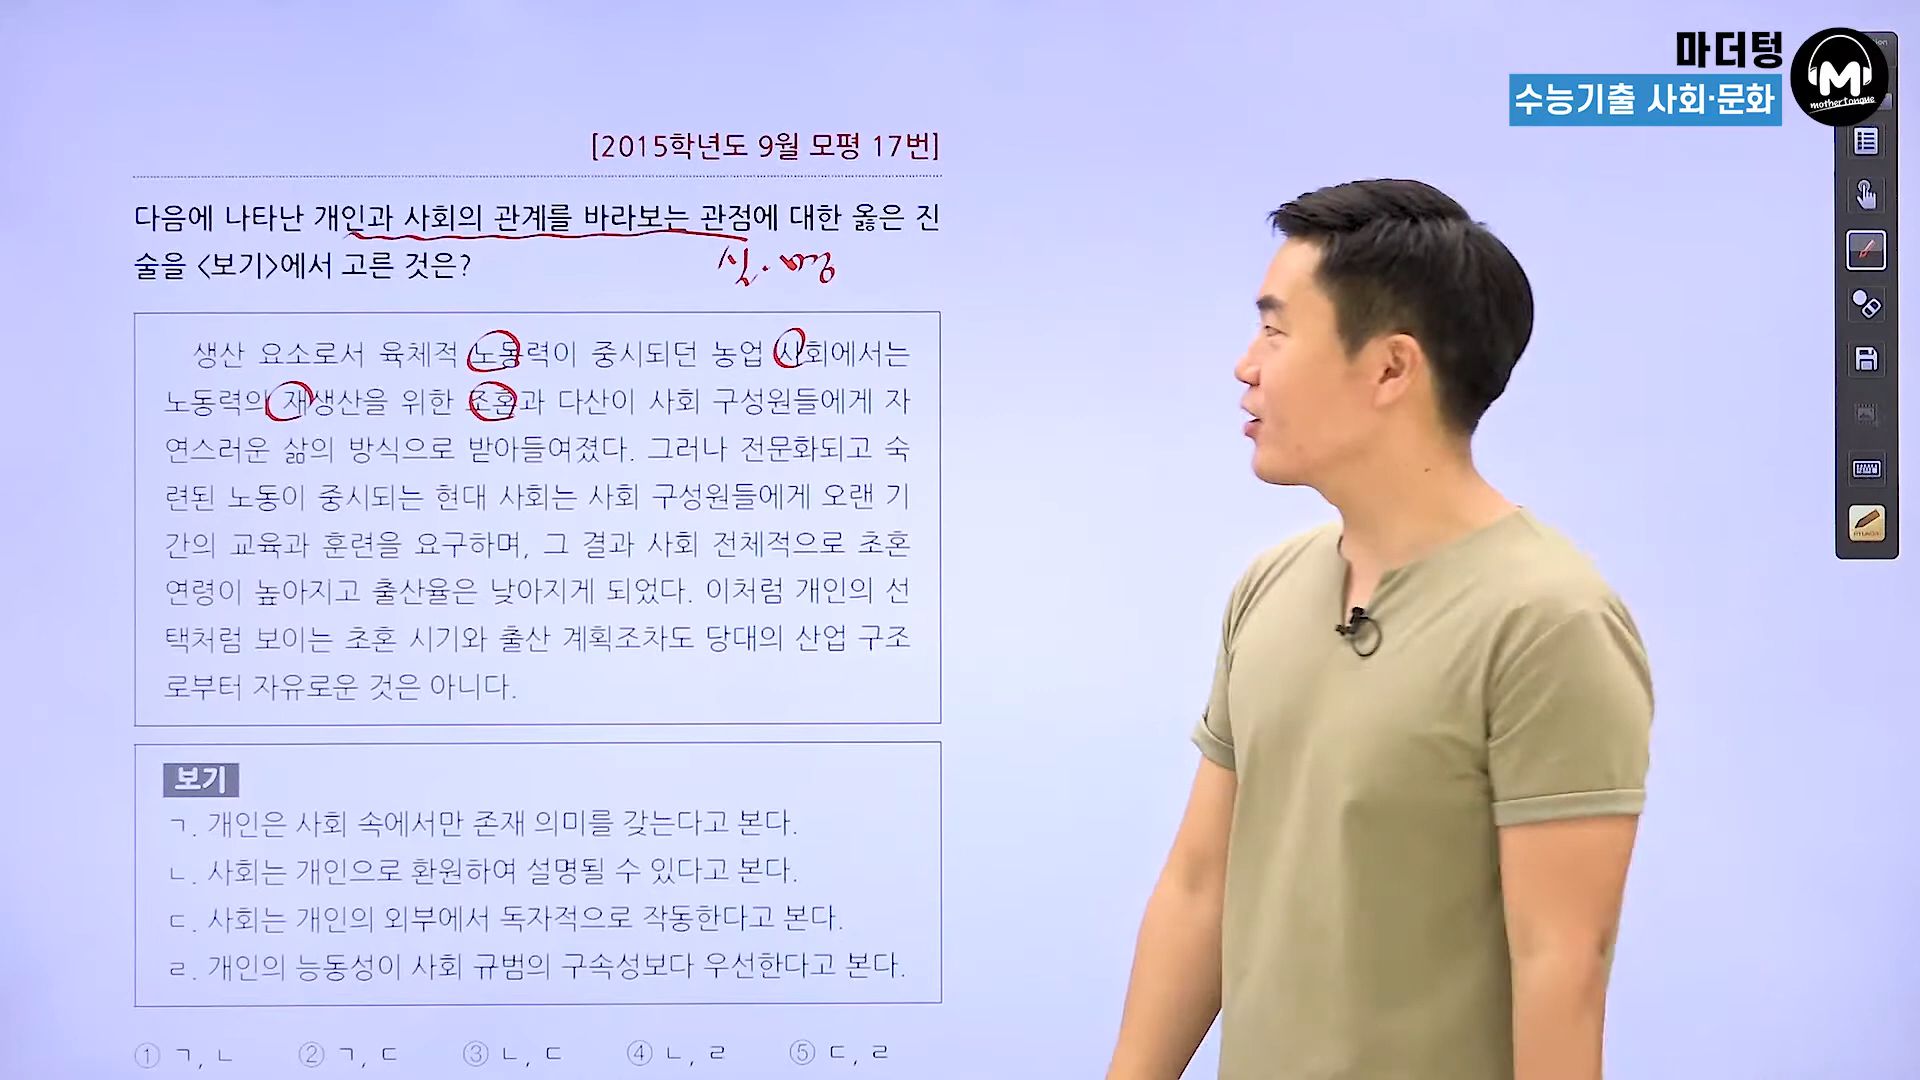 마더텅
수능기출 사회·문화
M
mothertongue
[2015학년도 9월 모평 17번]
다음에 나타난 개인과 사회의 관계를 바라보는 관점에 대한 옳은 진
술을 <보기>에서 고른 것은?
실·명
생산 요소로서 육체적 노동력이 중시되던 농업 사회에서는
노동력의 재생산을 위한 조혼과 다산이 사회 구성원들에게 자
연스러운 삶의 방식으로 받아들여졌다. 그러나 전문화되고 숙
련된 노동이 중시되는 현대 사회는 사회 구성원들에게 오랜 기
간의 교육과 훈련을 요구하며, 그 결과 사회 전체적으로 초혼
연령이 높아지고 출산율은 낮아지게 되었다. 이처럼 개인의 선
택처럼 보이는 초혼 시기와 출산 계획조차도 당대의 산업 구조
로부터 자유로운 것은 아니다.
보기
ㄱ. 개인은 사회 속에서만 존재 의미를 갖는다고 본다.
ㄴ. 사회는 개인으로 환원하여 설명될 수 있다고 본다.
ㄷ. 사회는 개인의 외부에서 독자적으로 작동한다고 본다.
ㄹ. 개인의 능동성이 사회 규범의 구속성보다 우선한다고 본다.
① ㄱ, ㄴ ② ㄱ, ㄷ ③ ㄴ, ㄷ ④ ㄴ, ㄹ ⑤ ㄷ, ㄹ